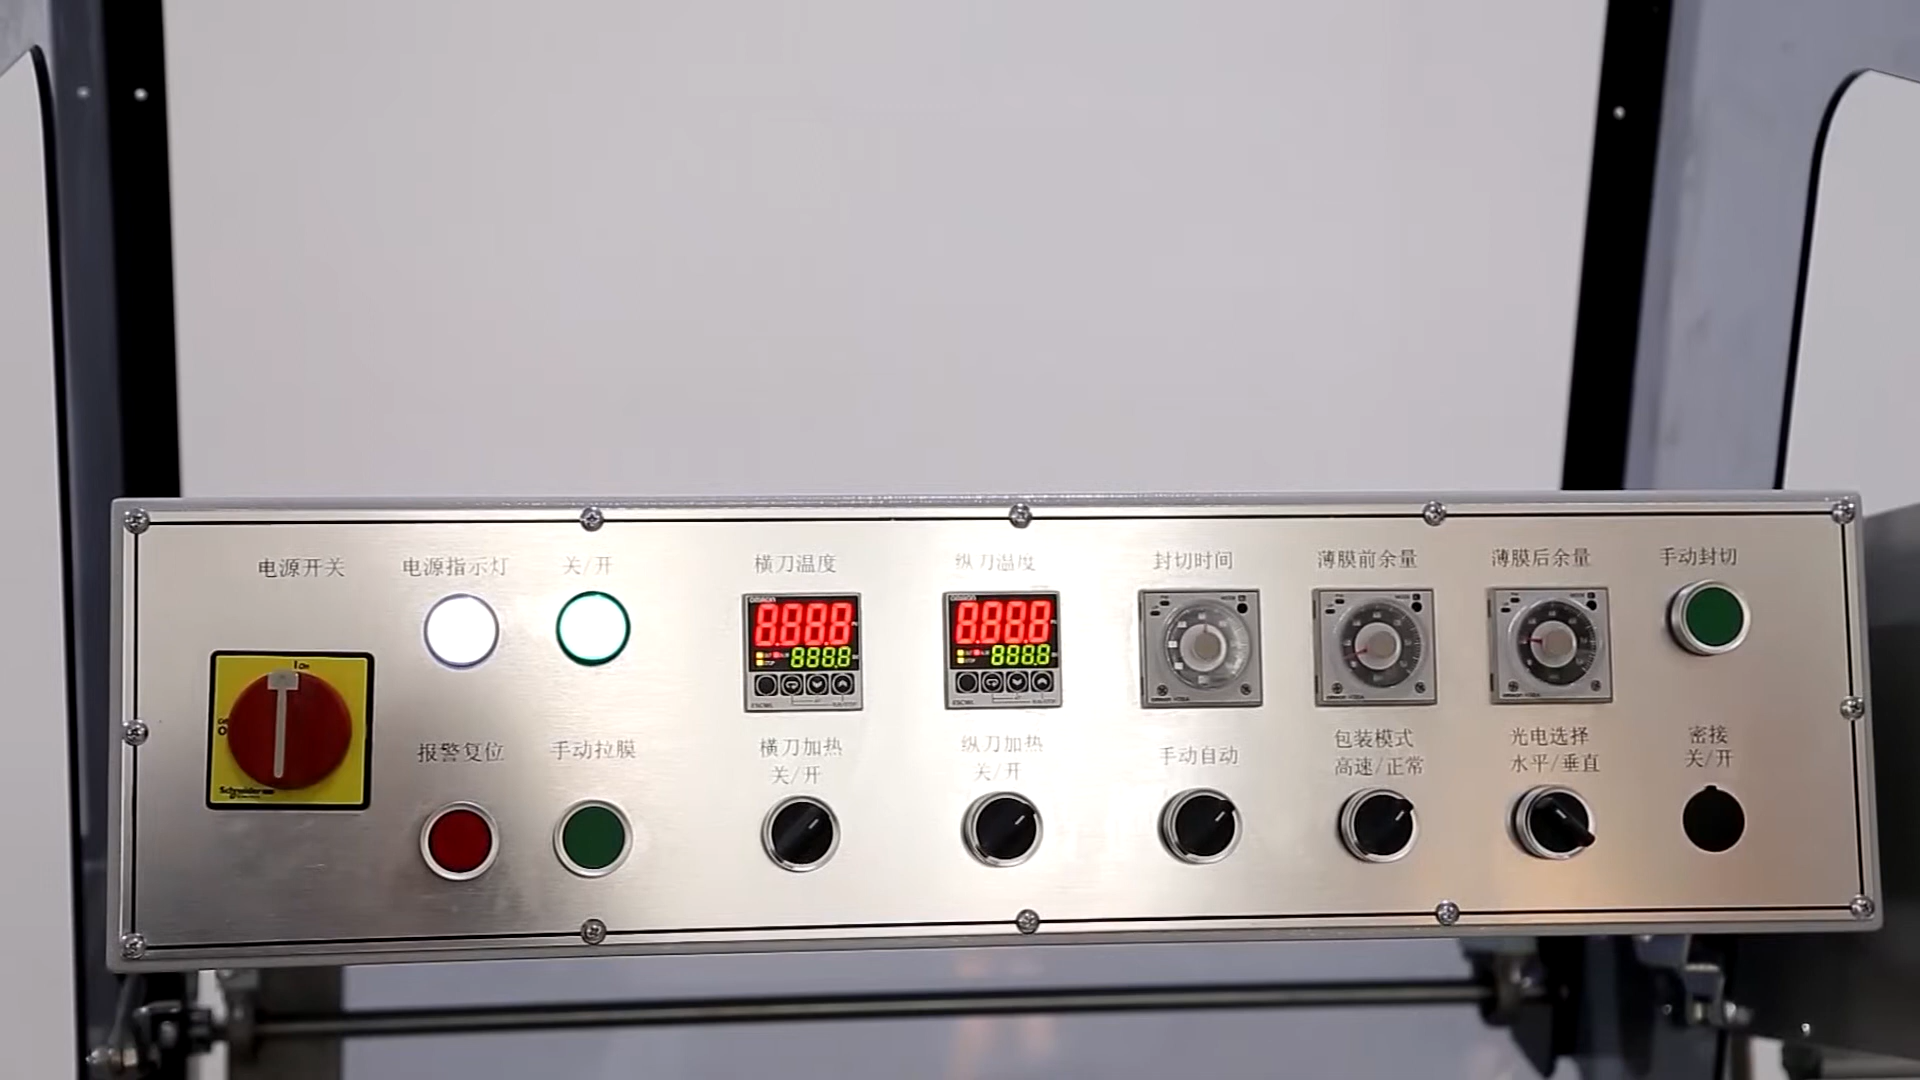 电源开关
电源指示灯
关/开
横刀温度
纵刀温度
封切时间
薄膜前余量
薄膜后余量
手动封切
omron
8.8.8.8
888.8
omron
8.8.8.8
888.8
I On
O
Schneider
E5CWL
E5CWL
报警复位
手动拉膜
横刀加热
关/开
纵刀加热
关/开
手动自动
包装模式
高速/正常
光电选择
水平/垂直
密接
关/开